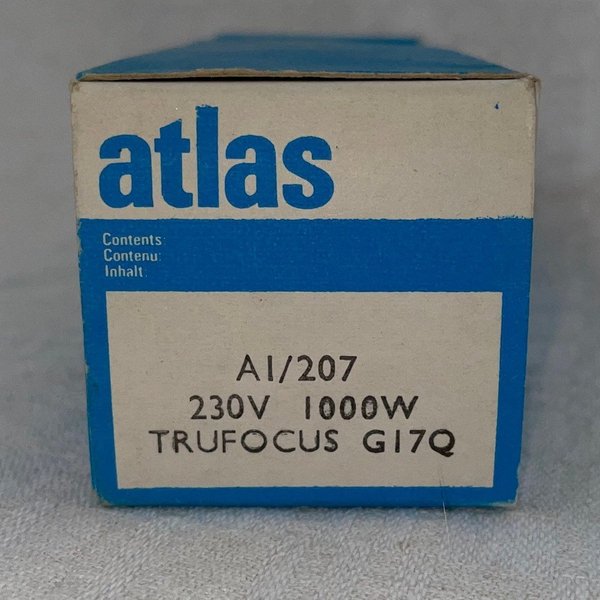 atlas
Contents:
Contenu:
Inhalt:
A1/207
230V 1000W
TRUFOCUS G17Q